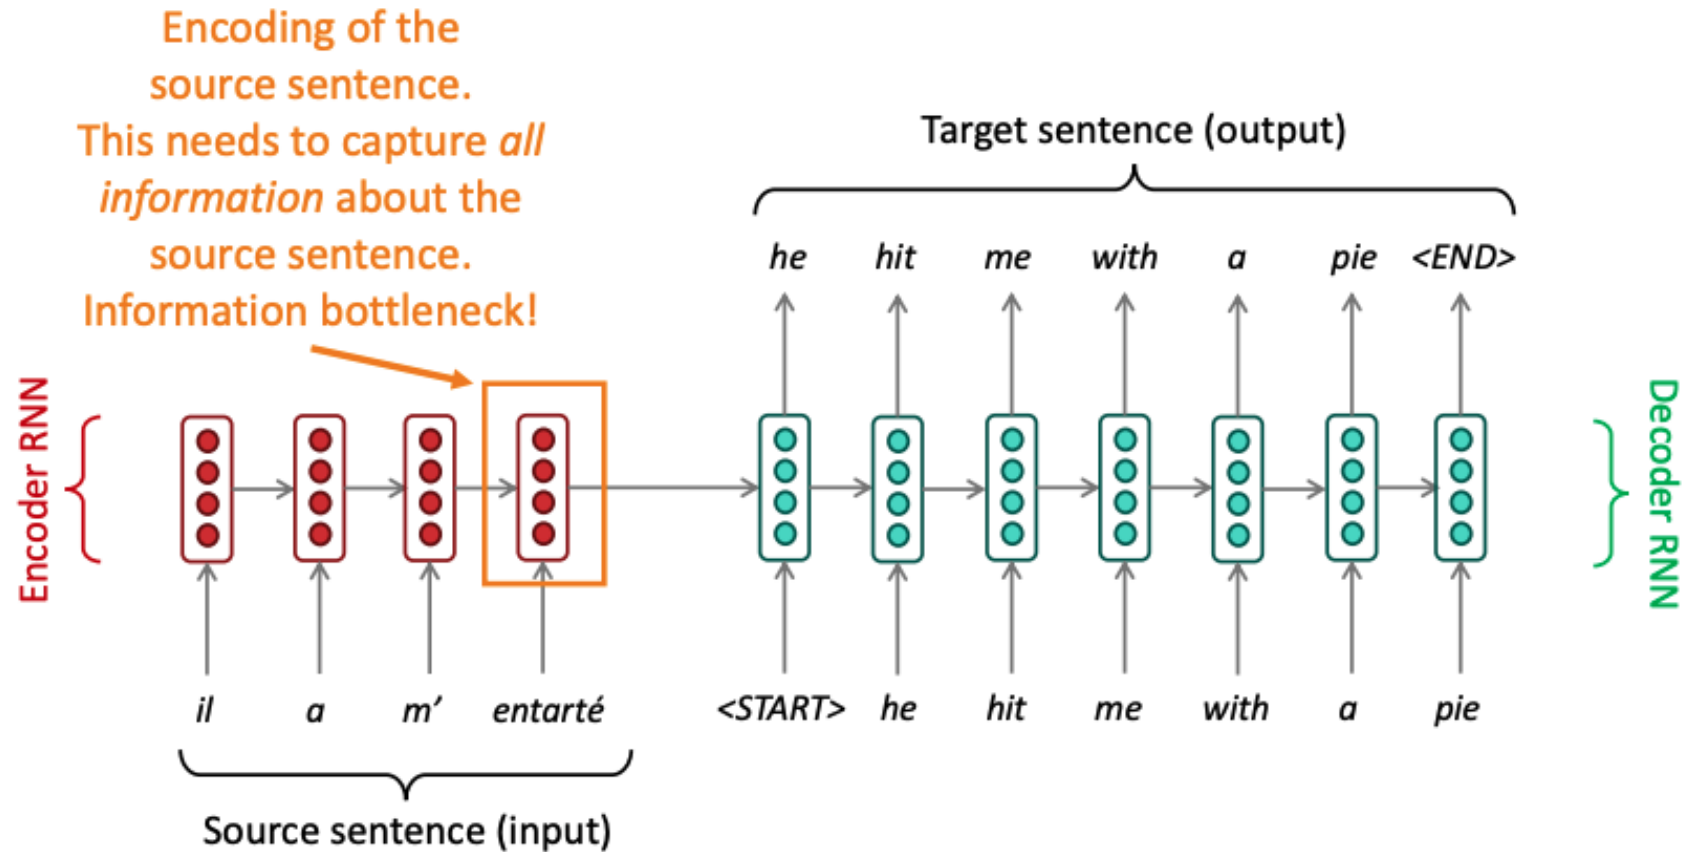 Encoding of the
source sentence.
This needs to capture all
information about the
source sentence.
Information bottleneck!
Target sentence (output)
he hit me with a pie <END>
Encoder RNN
Decoder RNN
il a m’ entarté <START> he hit me with a pie
Source sentence (input)